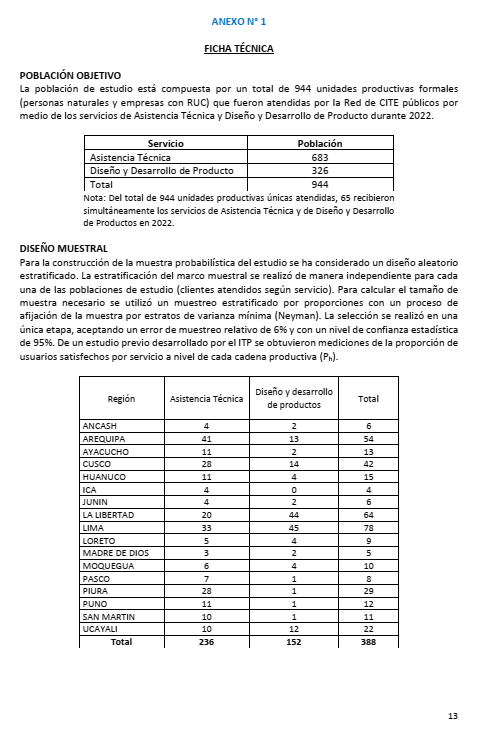 ANEXO N° 1
FICHA TÉCNICA
POBLACIÓN OBJETIVO
La población de estudio está compuesta por un total de 944 unidades productivas formales
(personas naturales y empresas con RUC) que fueron atendidas por la Red de CITE públicos por
medio de los servicios de Asistencia Técnica y Diseño y Desarrollo de Producto durante 2022.
Servicio Población
Asistencia Técnica 683
Diseño y Desarrollo de Producto 326
Total 944
Nota: Del total de 944 unidades productivas únicas atendidas, 65 recibieron
simultáneamente los servicios de Asistencia Técnica y de Diseño y Desarrollo
de Productos en 2022.
DISEÑO MUESTRAL
Para la construcción de la muestra probabilística del estudio se ha considerado un diseño aleatorio
estratificado. La estratificación del marco muestral se realizó de manera independiente para cada
una de las poblaciones de estudio (clientes atendidos según servicio). Para calcular el tamaño de
muestra necesario se utilizó un muestreo estratificado por proporciones con un proceso de
afijación de la muestra por estratos de varianza mínima (Neyman). La selección se realizó en una
única etapa, aceptando un error de muestreo relativo de 6% y con un nivel de confianza estadística
de 95%. De un estudio previo desarrollado por el ITP se obtuvieron mediciones de la proporción de
usuarios satisfechos por servicio a nivel de cada cadena productiva (Pₕ).
Región Asistencia Técnica Diseño y desarrollo de productos Total
ANCASH 4 2 6
AREQUIPA 41 13 54
AYACUCHO 11 2 13
CUSCO 28 14 42
HUANUCO 11 4 15
ICA 4 0 4
JUNIN 4 2 6
LA LIBERTAD 20 44 64
LIMA 33 45 78
LORETO 5 4 9
MADRE DE DIOS 3 2 5
MOQUEGUA 6 4 10
PASCO 7 1 8
PIURA 28 1 29
PUNO 11 1 12
SAN MARTIN 10 1 11
UCAYALI 10 12 22
Total 236 152 388
13